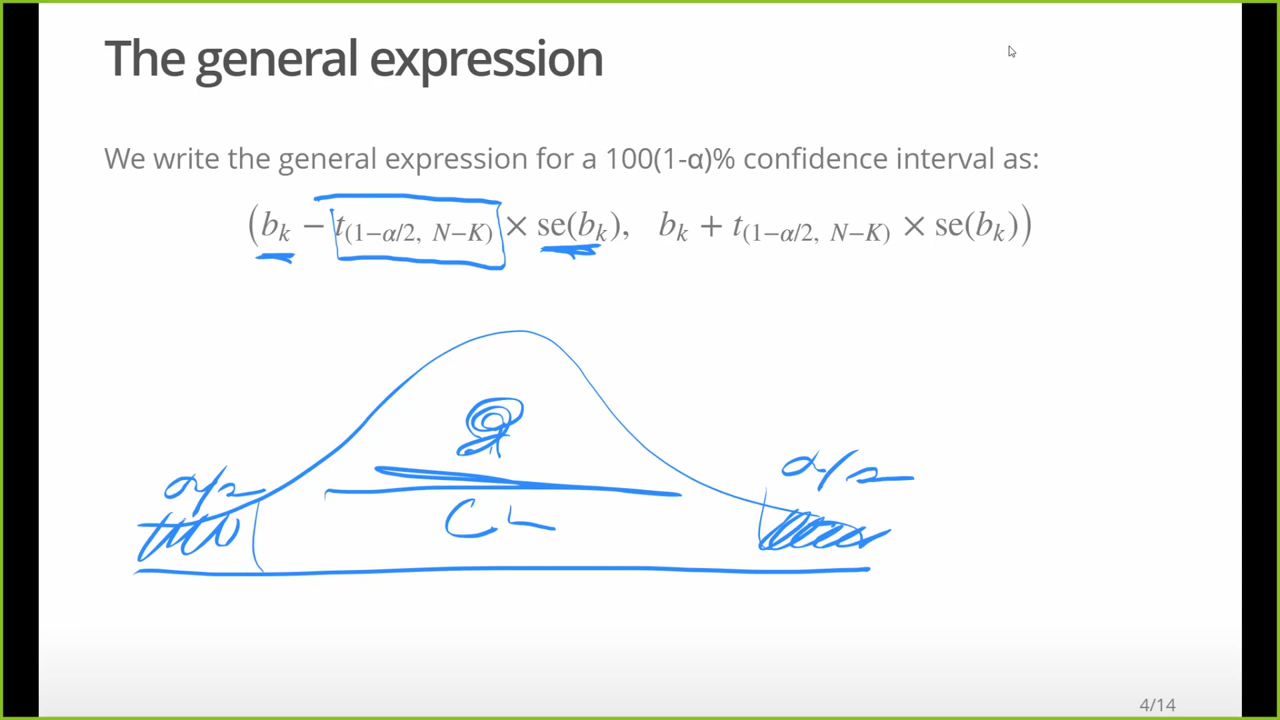 The general expression
We write the general expression for a 100(1-α)% confidence interval as:
(b_k − t_(1−α/2, N−K) × se(b_k),   b_k + t_(1−α/2, N−K) × se(b_k))
α/2
α/2
4/14